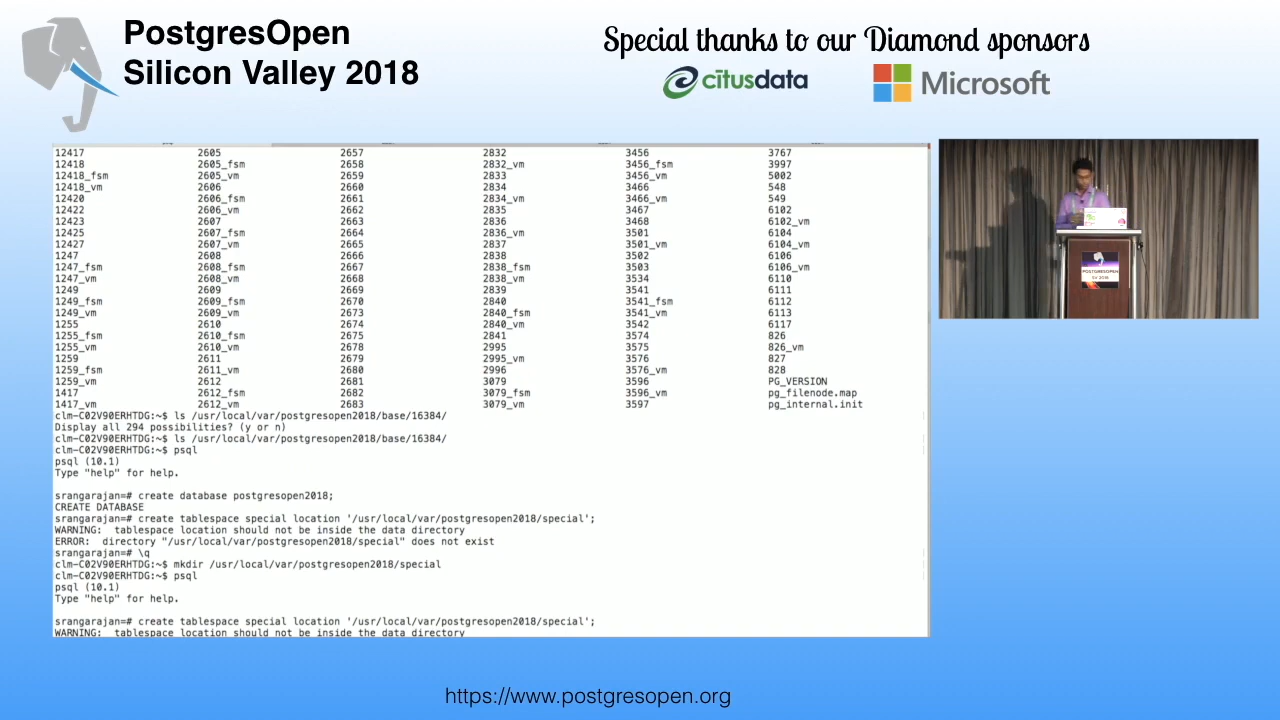 PostgresOpen
Silicon Valley 2018
Special thanks to our Diamond sponsors
citusdata
Microsoft
12417 2605 2657 2832 3456 3767
12418 2605_fsm 2658 2832_vm 3456_fsm 3997
12418_fsm 2605_vm 2659 2833 3456_vm 5002
12418_vm 2606 2660 2834 3466 548
12420 2606_fsm 2661 2834_vm 3466_vm 549
12422 2606_vm 2662 2835 3467 6102
12423 2607 2663 2836 3468 6102_vm
12425 2607_fsm 2664 2836_vm 3501 6104
12427 2607_vm 2665 2837 3501_vm 6104_vm
1247 2608 2666 2838 3502 6106
1247_fsm 2608_fsm 2667 2838_fsm 3503 6106_vm
1247_vm 2608_vm 2668 2838_vm 3534 6110
1249 2609 2669 2839 3541 6111
1249_fsm 2609_fsm 2670 2840 3541_fsm 6112
1249_vm 2609_vm 2673 2840_fsm 3541_vm 6113
1255 2610 2674 2840_vm 3542 6117
1255_fsm 2610_fsm 2675 2841 3574 826
1255_vm 2610_vm 2678 2995 3575 826_vm
1259 2611 2679 2995_vm 3576 827
1259_fsm 2611_vm 2680 2996 3576_vm 828
1259_vm 2612 2681 3079 3596 PG_VERSION
1417 2612_fsm 2682 3079_fsm 3596_vm pg_filenode.map
1417_vm 2612_vm 2683 3079_vm 3597 pg_internal.init
clm-C02V90ERHTDG:~$ ls /usr/local/var/postgresopen2018/base/16384/
Display all 294 possibilities? (y or n)
clm-C02V90ERHTDG:~$ ls /usr/local/var/postgresopen2018/base/16384/
clm-C02V90ERHTDG:~$ psql
psql (10.1)
Type "help" for help.
srangarajan=# create database postgresopen2018;
CREATE DATABASE
srangarajan=# create tablespace special location '/usr/local/var/postgresopen2018/special';
WARNING:  tablespace location should not be inside the data directory
ERROR:  directory "/usr/local/var/postgresopen2018/special" does not exist
srangarajan=# \q
clm-C02V90ERHTDG:~$ mkdir /usr/local/var/postgresopen2018/special
clm-C02V90ERHTDG:~$ psql
psql (10.1)
Type "help" for help.
srangarajan=# create tablespace special location '/usr/local/var/postgresopen2018/special';
WARNING:  tablespace location should not be inside the data directory
POSTGRESOPEN
SV 2018
https://www.postgresopen.org